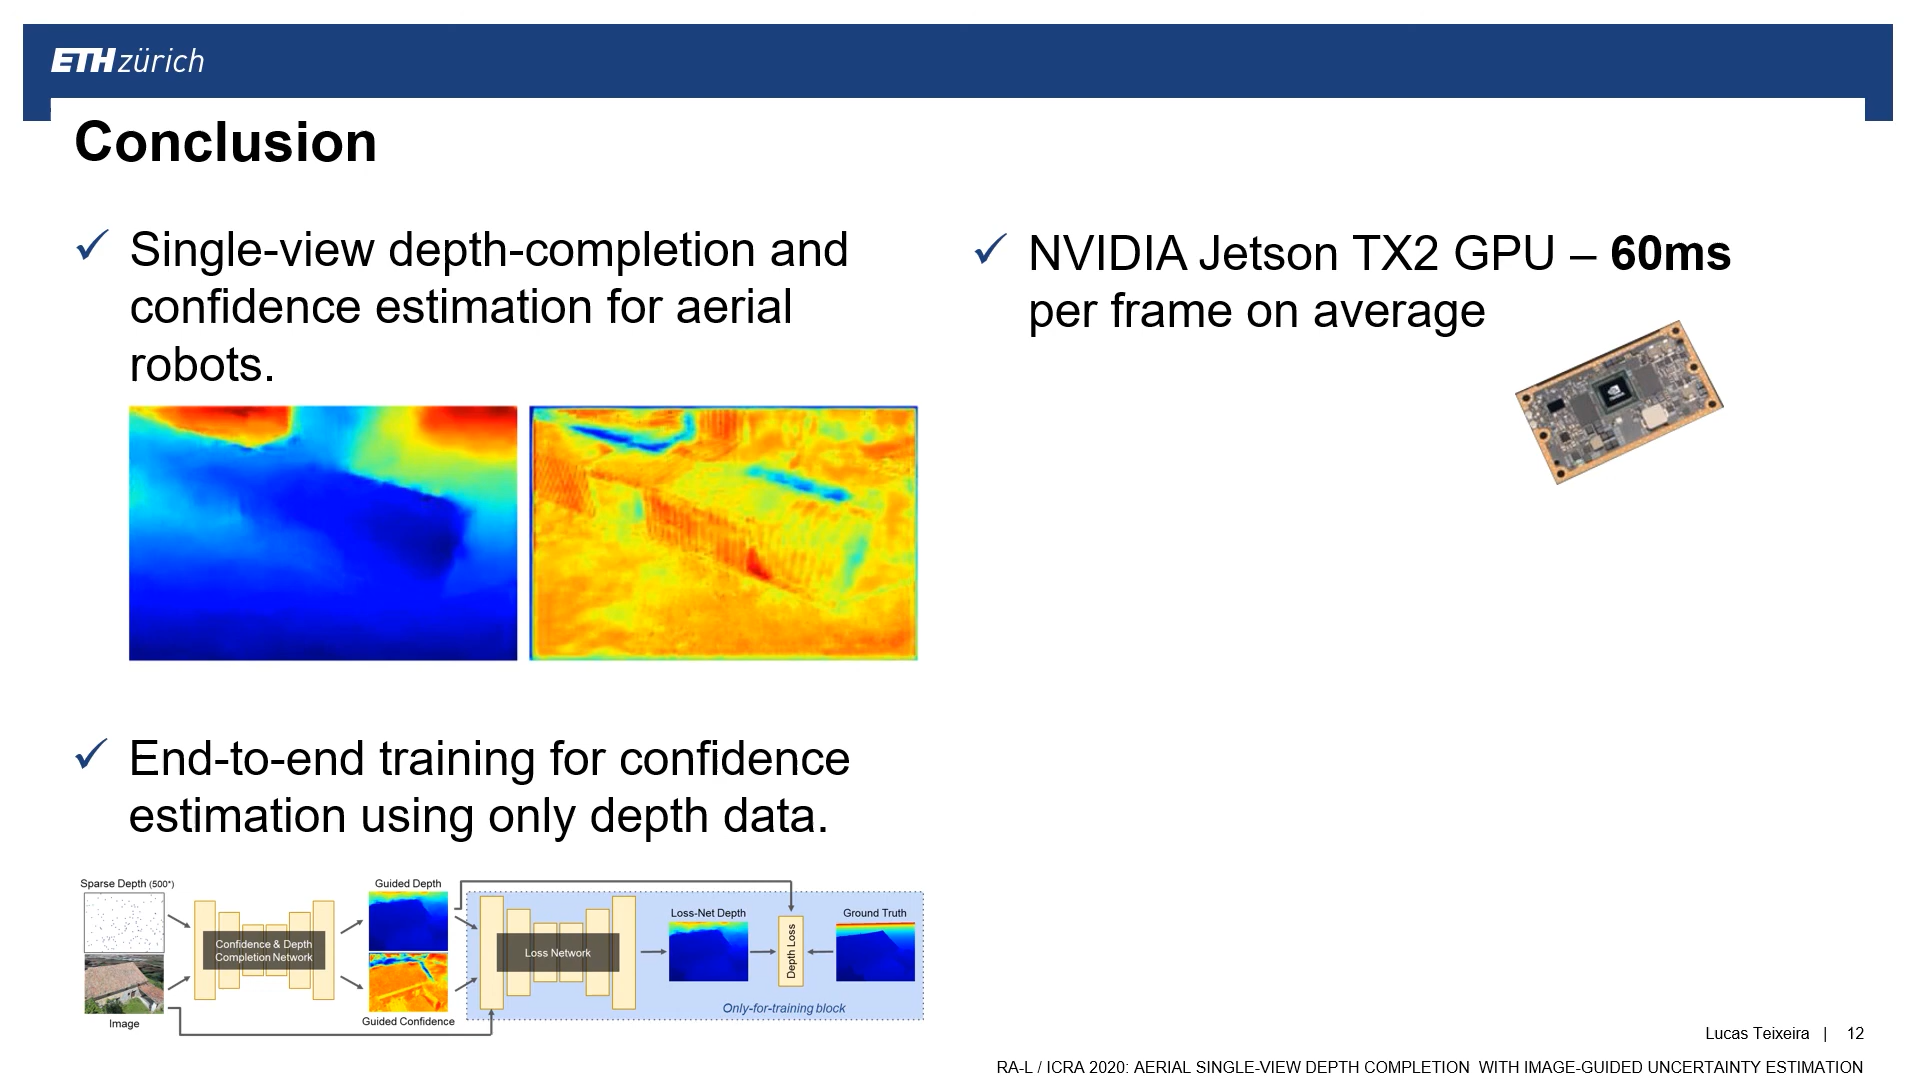 ETH zürich
Conclusion
✓ Single-view depth-completion and
confidence estimation for aerial
robots.
✓ End-to-end training for confidence
estimation using only depth data.
Sparse Depth (500*)
Image
Confidence & Depth
Completion Network
Guided Depth
Guided Confidence
Loss Network
Loss-Net Depth
Depth Loss
Ground Truth
Only-for-training block
✓ NVIDIA Jetson TX2 GPU – 60ms
per frame on average
Lucas Teixeira | 12
RA-L / ICRA 2020: AERIAL SINGLE-VIEW DEPTH COMPLETION WITH IMAGE-GUIDED UNCERTAINTY ESTIMATION